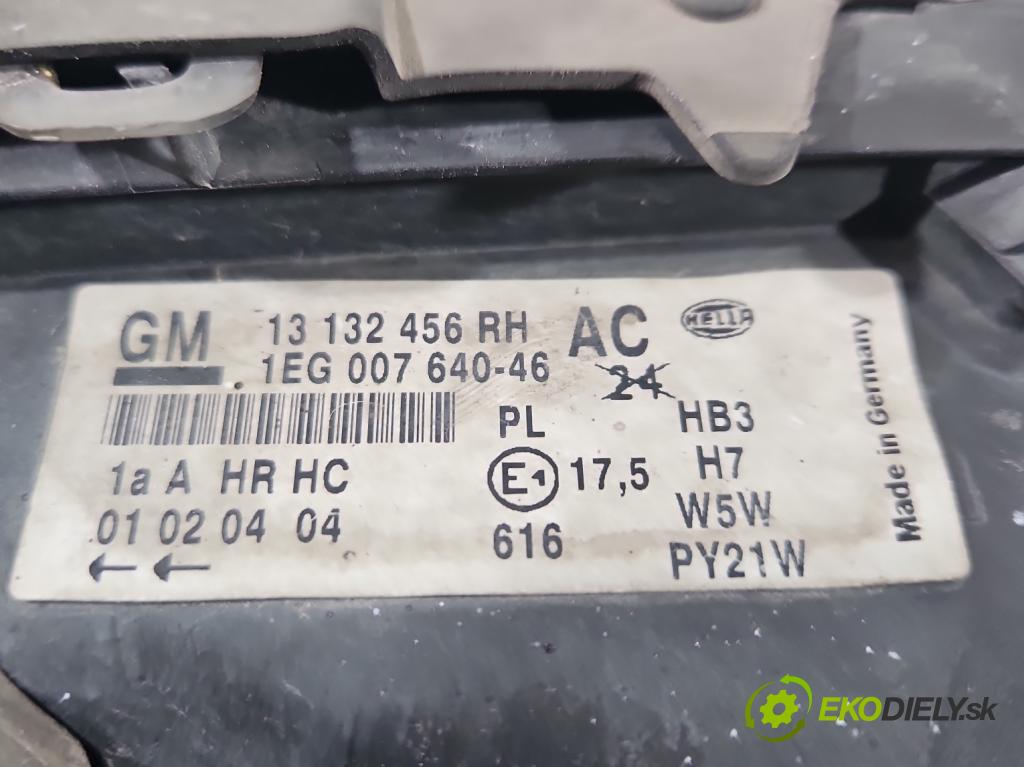 GM 13 132 456 RH AC HELLA
1EG 007 640-46 24
PL HB3
1a A HR HC E1 17,5 H7
01 02 04 04 616 W5W
←← PY21W
Made in Germany
EKODIELY.sk